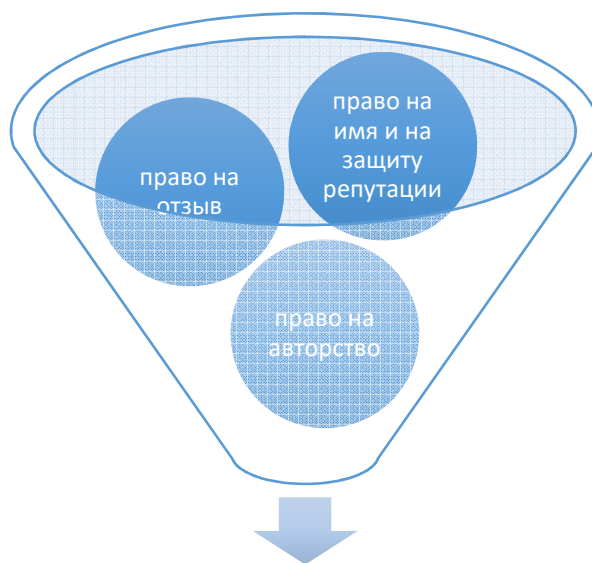 право на
имя и на
защиту
репутации
право на
отзыв
право на
авторство